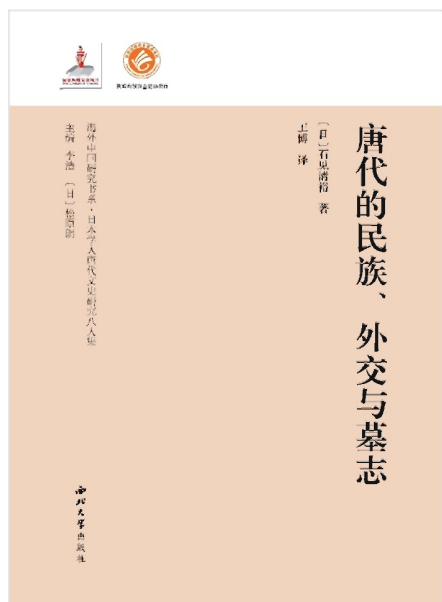 唐代的民族、外交与墓志
〔日〕石见清裕 著
王博 译
海外中国研究书系·日本学人唐代文史研究八人集
主编 李浩 〔日〕松原朗
西北大学出版社